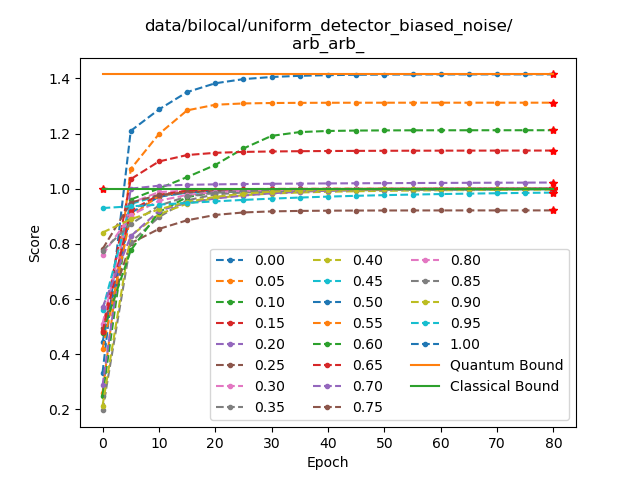 data/bilocal/uniform_detector_biased_noise/
arb_arb_
Score
1.4
1.2
1.0
0.8
0.6
0.4
0.2
0 10 20 30 40 50 60 70 80
Epoch
0.00 0.40 0.80
0.05 0.45 0.85
0.10 0.50 0.90
0.15 0.55 0.95
0.20 0.60 1.00
0.25 0.65 Quantum Bound
0.30 0.70 Classical Bound
0.35 0.75